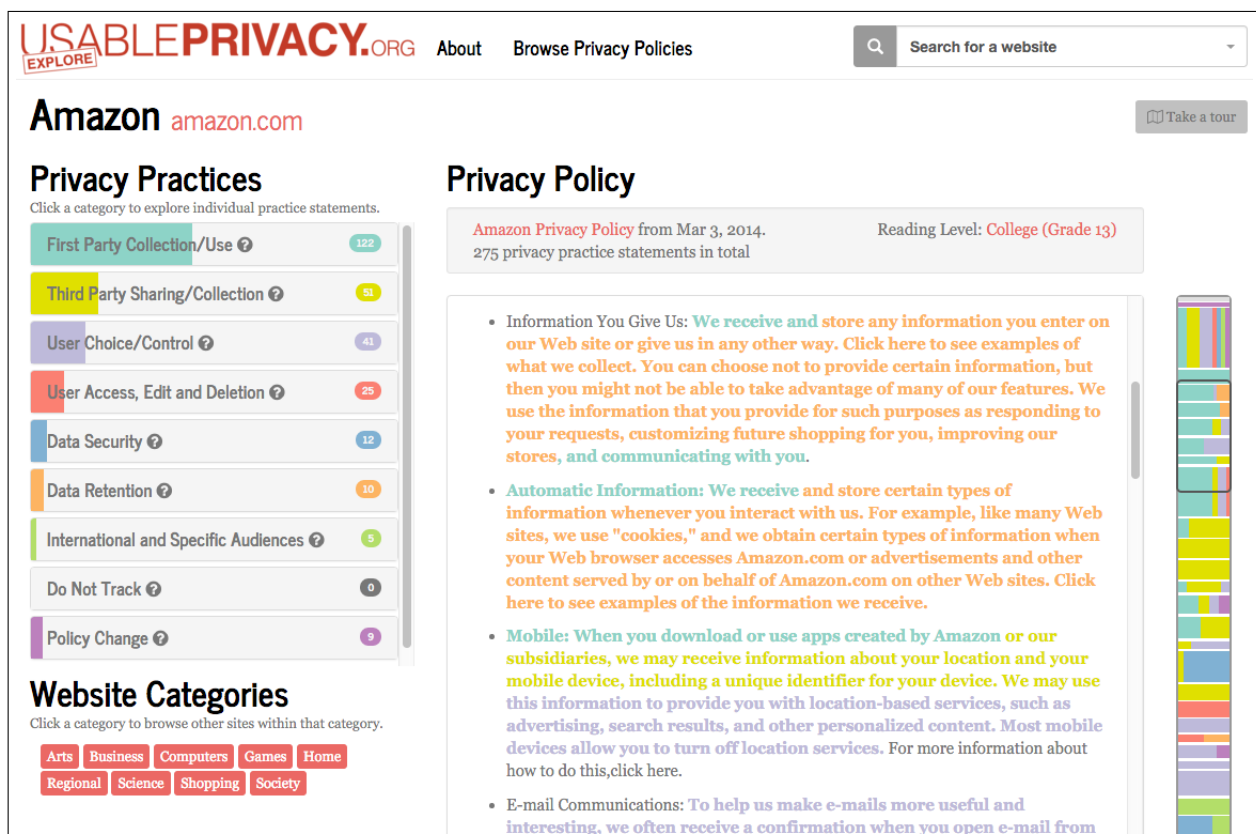 USABLEPRIVACY.ORG
EXPLORE
About
Browse Privacy Policies
Search for a website
Amazon amazon.com
Take a tour
Privacy Practices
Click a category to explore individual practice statements.
First Party Collection/Use ? 122
Third Party Sharing/Collection ? 51
User Choice/Control ? 41
User Access, Edit and Deletion ? 25
Data Security ? 12
Data Retention ? 10
International and Specific Audiences ? 5
Do Not Track ? 0
Policy Change ? 9
Website Categories
Click a category to browse other sites within that category.
Arts Business Computers Games Home
Regional Science Shopping Society
Privacy Policy
Amazon Privacy Policy from Mar 3, 2014.
Reading Level: College (Grade 13)
275 privacy practice statements in total
• Information You Give Us: We receive and store any information you enter on
our Web site or give us in any other way. Click here to see examples of
what we collect. You can choose not to provide certain information, but
then you might not be able to take advantage of many of our features. We
use the information that you provide for such purposes as responding to
your requests, customizing future shopping for you, improving our
stores, and communicating with you.
• Automatic Information: We receive and store certain types of
information whenever you interact with us. For example, like many Web
sites, we use "cookies," and we obtain certain types of information when
your Web browser accesses Amazon.com or advertisements and other
content served by or on behalf of Amazon.com on other Web sites. Click
here to see examples of the information we receive.
• Mobile: When you download or use apps created by Amazon or our
subsidiaries, we may receive information about your location and your
mobile device, including a unique identifier for your device. We may use
this information to provide you with location-based services, such as
advertising, search results, and other personalized content. Most mobile
devices allow you to turn off location services. For more information about
how to do this,click here.
• E-mail Communications: To help us make e-mails more useful and
interesting, we often receive a confirmation when you open e-mail from